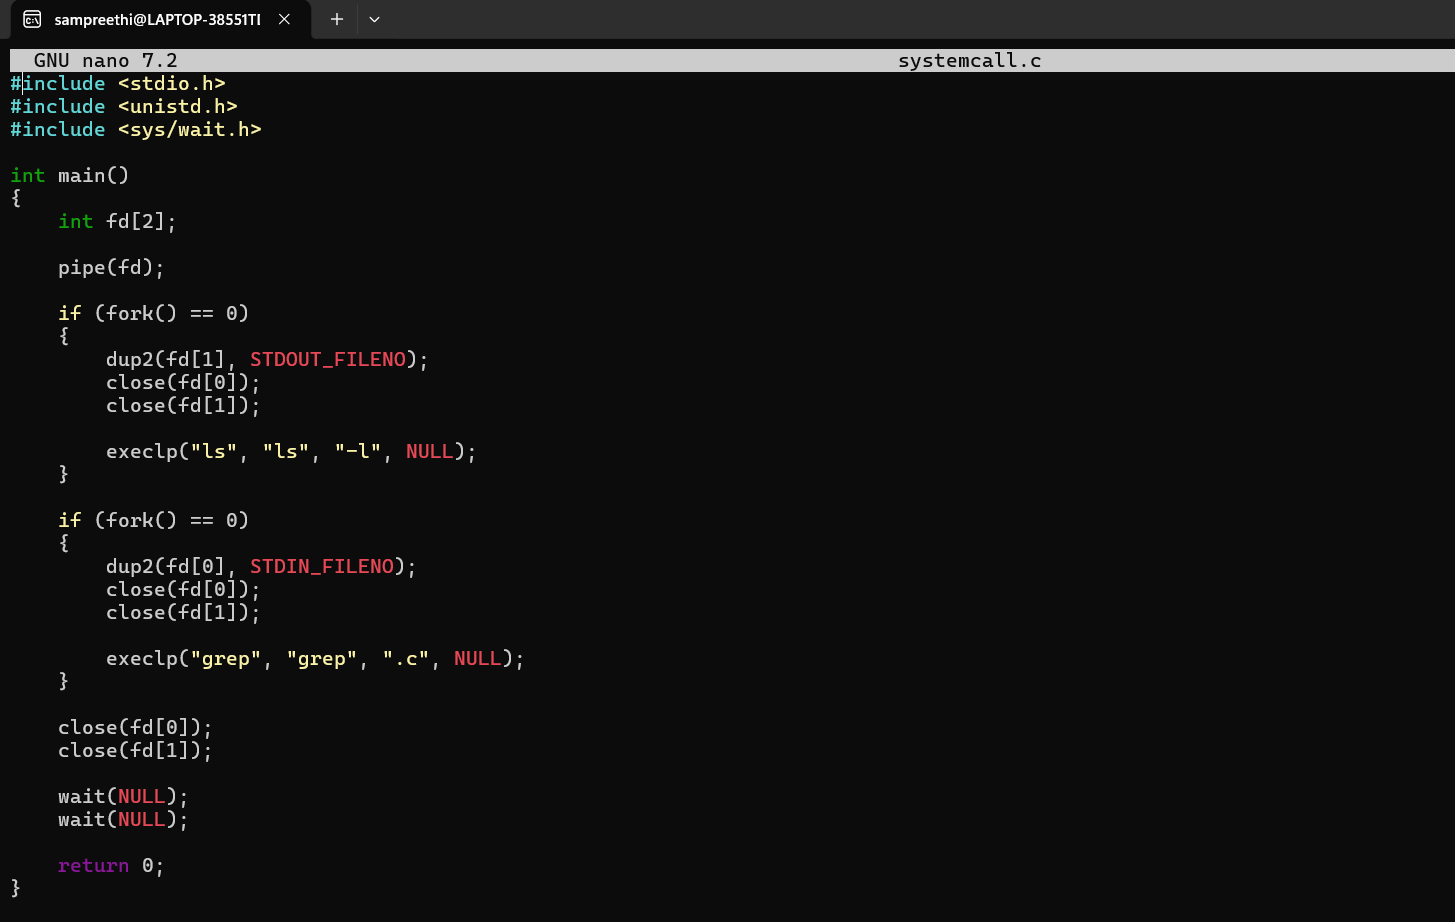 sampreethi@LAPTOP-38551TI
GNU nano 7.2 systemcall.c
#include <stdio.h>
#include <unistd.h>
#include <sys/wait.h>
int main()
{
    int fd[2];
    pipe(fd);
    if (fork() == 0)
    {
        dup2(fd[1], STDOUT_FILENO);
        close(fd[0]);
        close(fd[1]);
        execlp("ls", "ls", "-l", NULL);
    }
    if (fork() == 0)
    {
        dup2(fd[0], STDIN_FILENO);
        close(fd[0]);
        close(fd[1]);
        execlp("grep", "grep", ".c", NULL);
    }
    close(fd[0]);
    close(fd[1]);
    wait(NULL);
    wait(NULL);
    return 0;
}